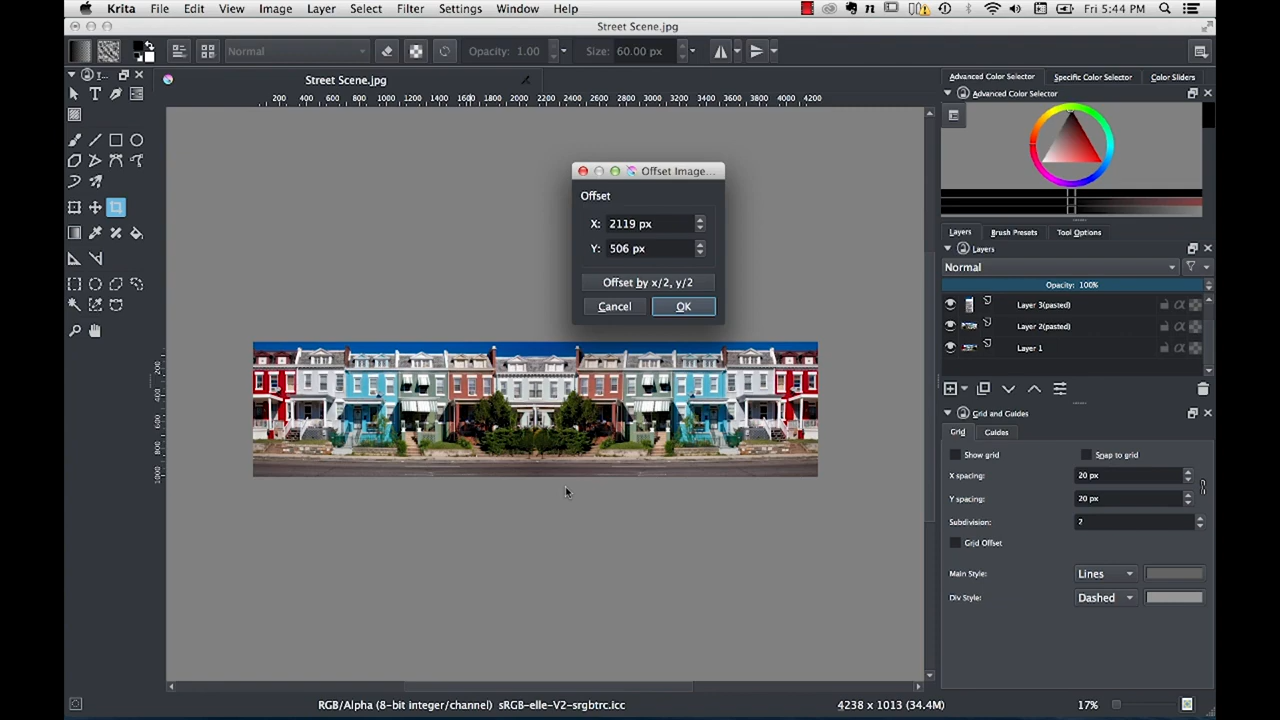 Krita File Edit View Image Layer Select Filter Settings Window Help
Fri 5:44 PM
Street Scene.jpg
Normal
Opacity: 1.00
Size: 60.00 px
Street Scene.jpg
200 400 600 800 1000 1200 1400 1600 1800 2000 2200 2400 2600 2800 3000 3200 3400 3600 3800 4000 4200
200
400
600
800
1000
Offset Image...
Offset
X: 2119 px
Y: 506 px
Offset by x/2, y/2
Cancel OK
Advanced Color Selector Specific Color Sliders Color Sliders
Advanced Color Selector
Layers Brush Presets Tool Options
Layers
Normal
Opacity: 100%
Layer 3(pasted)
Layer 2(pasted)
Layer 1
Grid and Guides
Grid Guides
Show grid Snap to grid
X spacing: 20 px
Y spacing: 20 px
Subdivision: 2
Grid Offset
Main Style: Lines
Div Style: Dashed
RGB/Alpha (8-bit integer/channel) sRGB-elle-V2-srgbtrc.icc
4238 x 1013 (34.4M)
17%